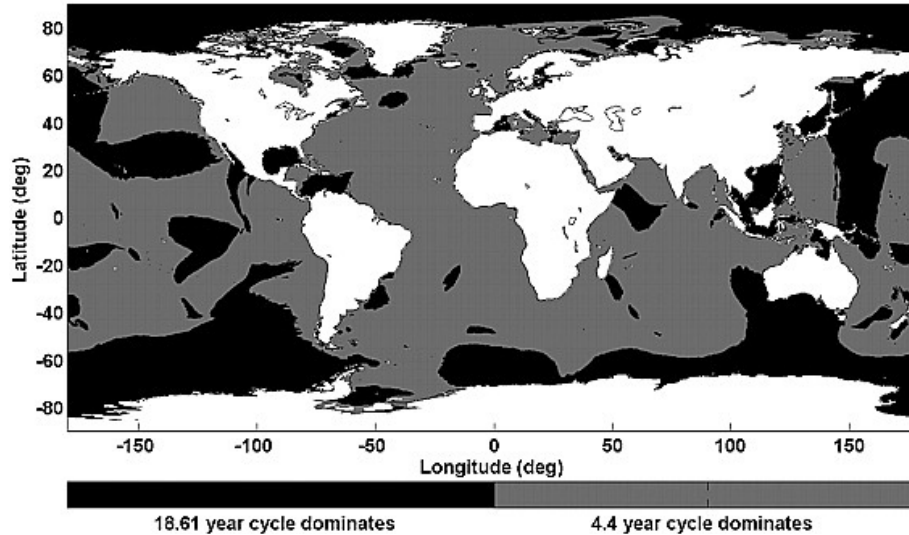 80
60
40
20
0
-20
-40
-60
-80
Latitude (deg)
-150 -100 -50 0 50 100 150
Longitude (deg)
18.61 year cycle dominates 4.4 year cycle dominates